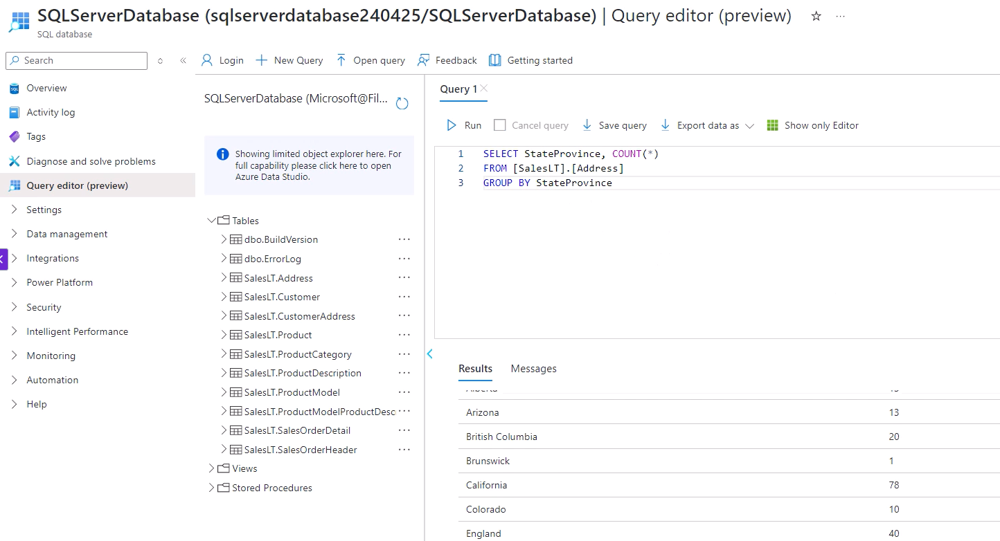 SQLServerDatabase (sqlserverdatabase240425/SQLServerDatabase) | Query editor (preview)
SQL database
Search
Login
New Query
Open query
Feedback
Getting started
Overview
Activity log
Tags
Diagnose and solve problems
Query editor (preview)
Settings
Data management
Integrations
Power Platform
Security
Intelligent Performance
Monitoring
Automation
Help
SQLServerDatabase (Microsoft@Fil...
Showing limited object explorer here. For
full capability please click here to open
Azure Data Studio.
Tables
dbo.BuildVersion
dbo.ErrorLog
SalesLT.Address
SalesLT.Customer
SalesLT.CustomerAddress
SalesLT.Product
SalesLT.ProductCategory
SalesLT.ProductDescription
SalesLT.ProductModel
SalesLT.ProductModelProductDesc
SalesLT.SalesOrderDetail
SalesLT.SalesOrderHeader
Views
Stored Procedures
Query 1
Run
Cancel query
Save query
Export data as
Show only Editor
1 SELECT StateProvince, COUNT(*)
2 FROM [SalesLT].[Address]
3 GROUP BY StateProvince
Results Messages
Alberta
Arizona 13
British Columbia 20
Brunswick 1
California 78
Colorado 10
England 40